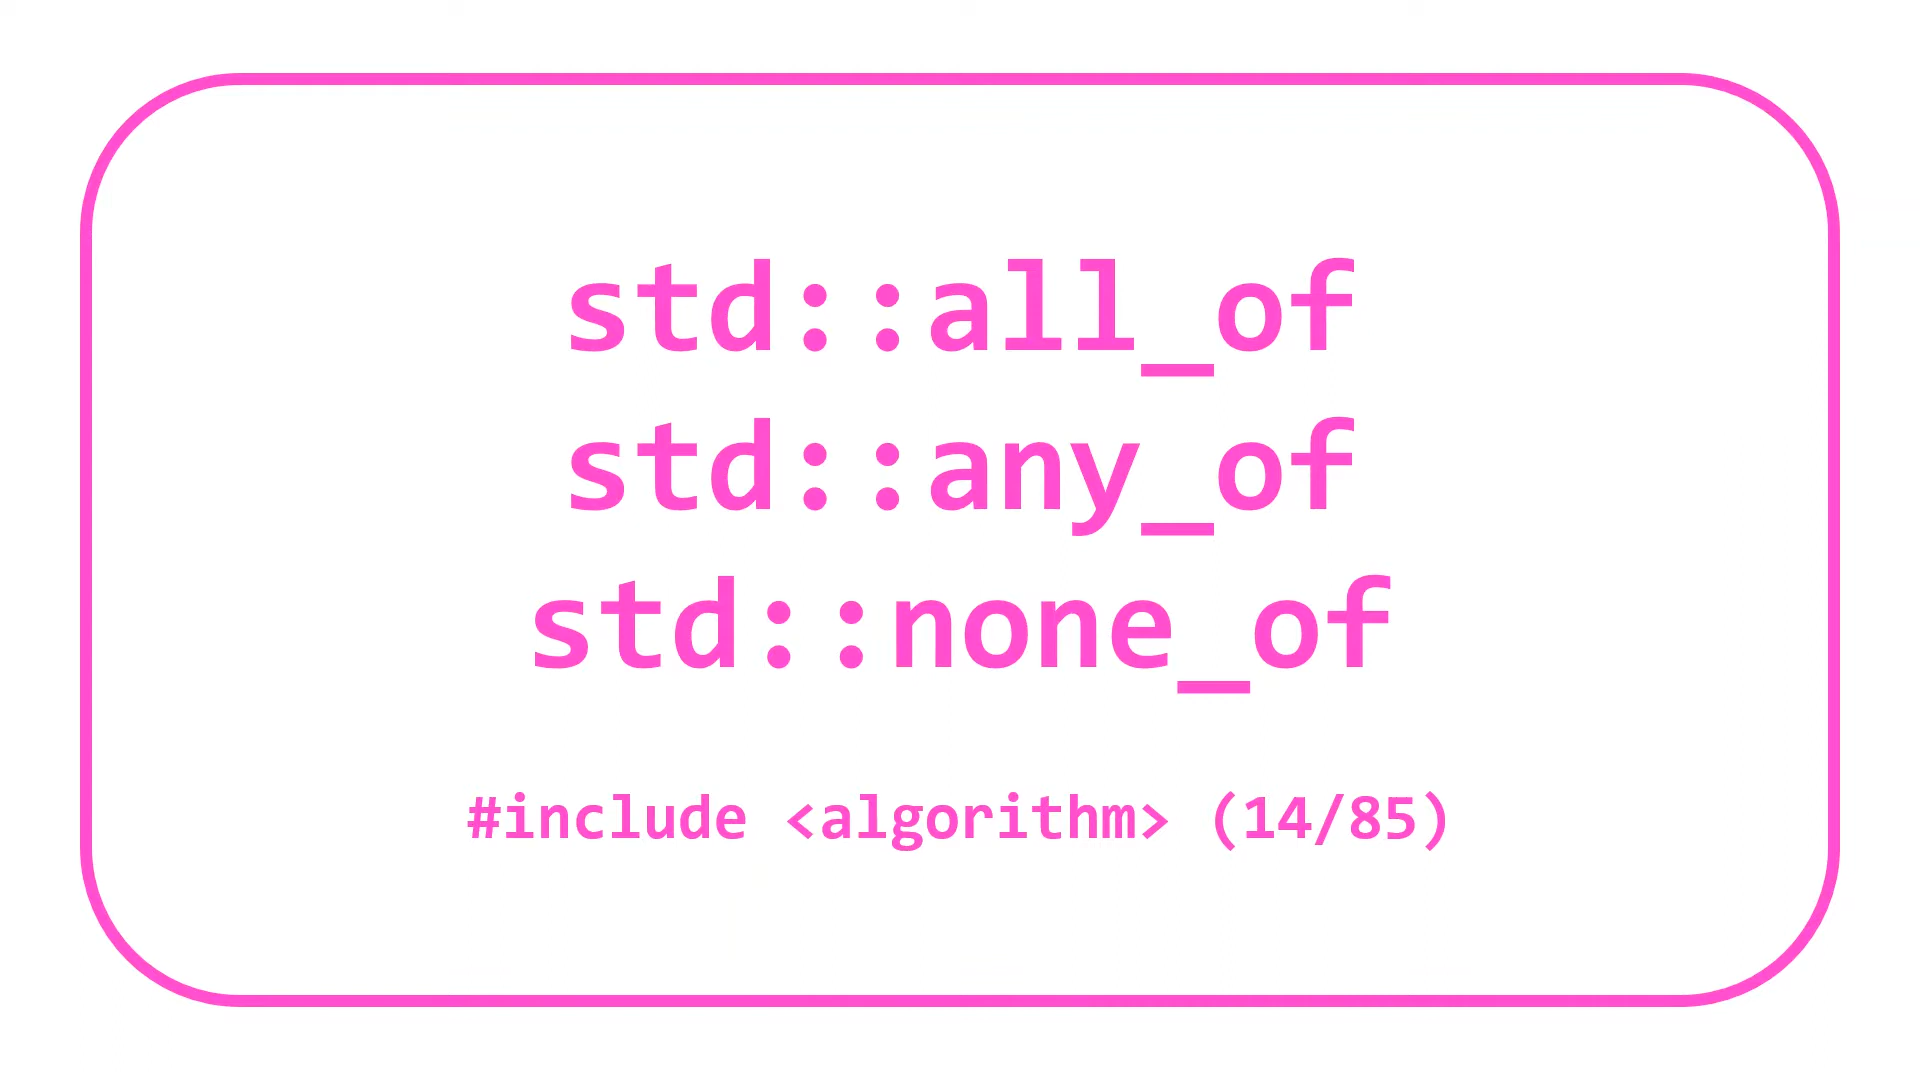 std::all_of
std::any_of
std::none_of
#include <algorithm> (14/85)